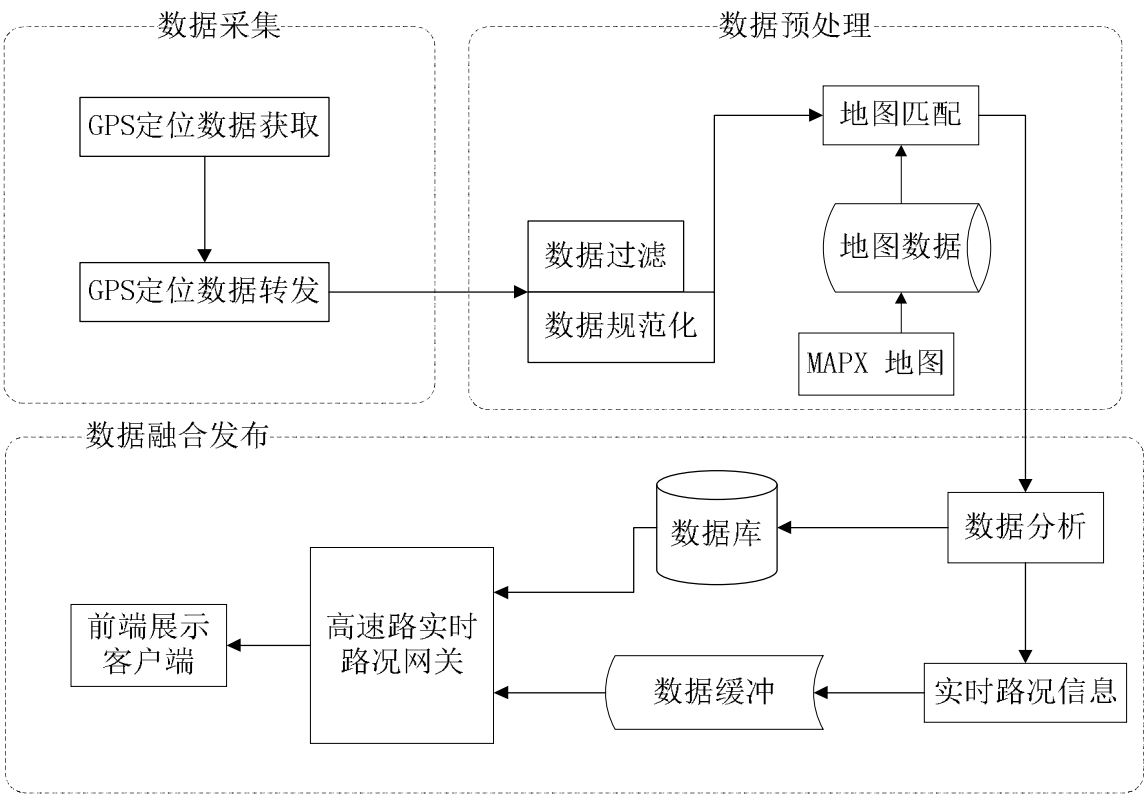 数据采集
GPS定位数据获取
GPS定位数据转发
数据预处理
数据过滤
数据规范化
地图匹配
地图数据
MAPX 地图
数据融合发布
数据分析
数据库
实时路况信息
数据缓冲
高速路实时
路况网关
前端展示
客户端